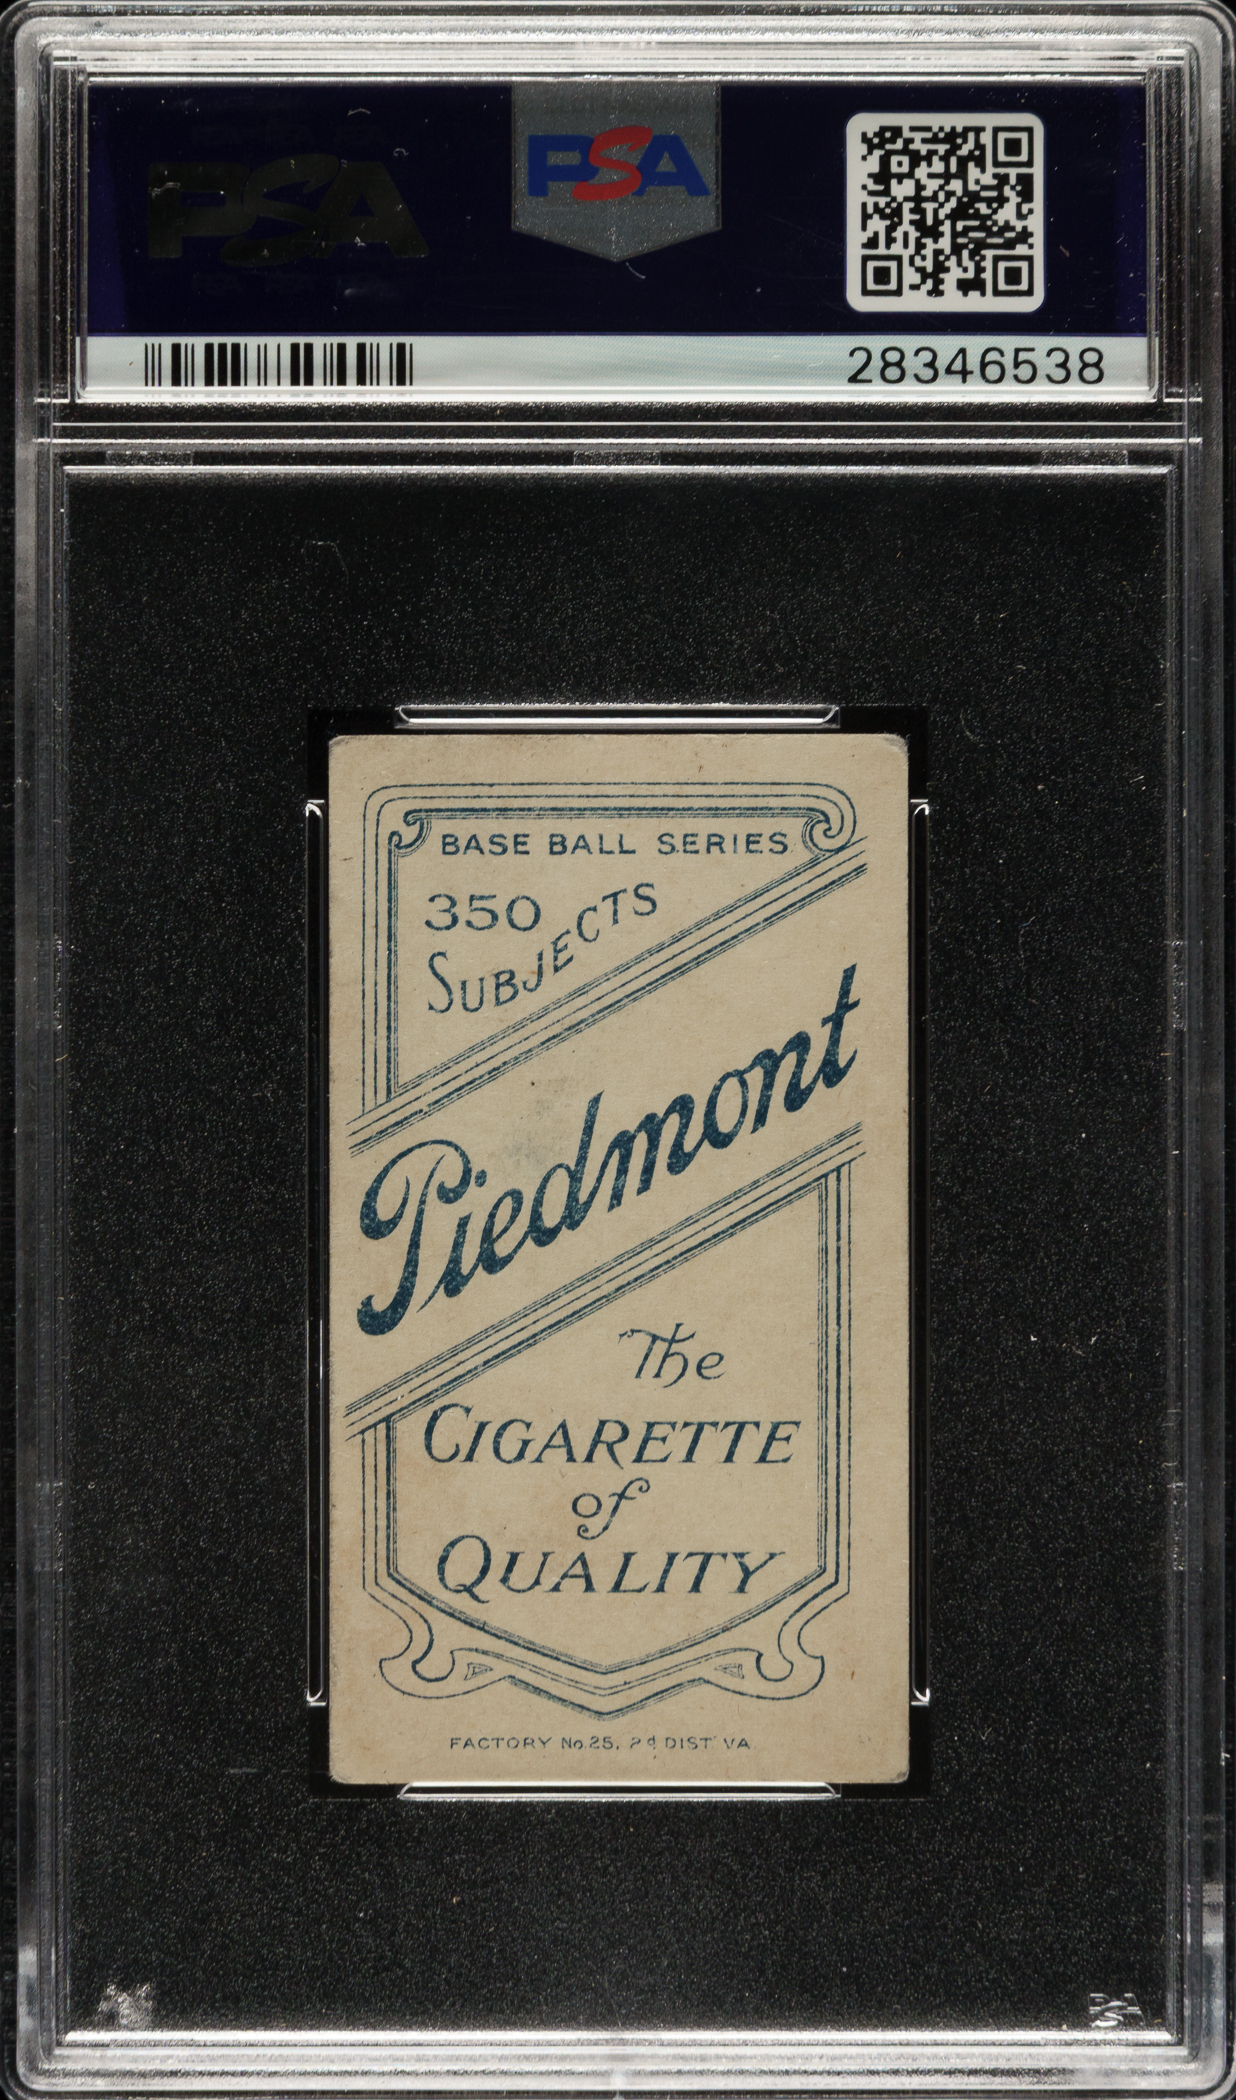 PSA
PSA
28346538
BASE BALL SERIES
350
SUBJECTS
Piedmont
The
CIGARETTE
of
QUALITY
FACTORY No. 25, 2d DIST VA
PSA